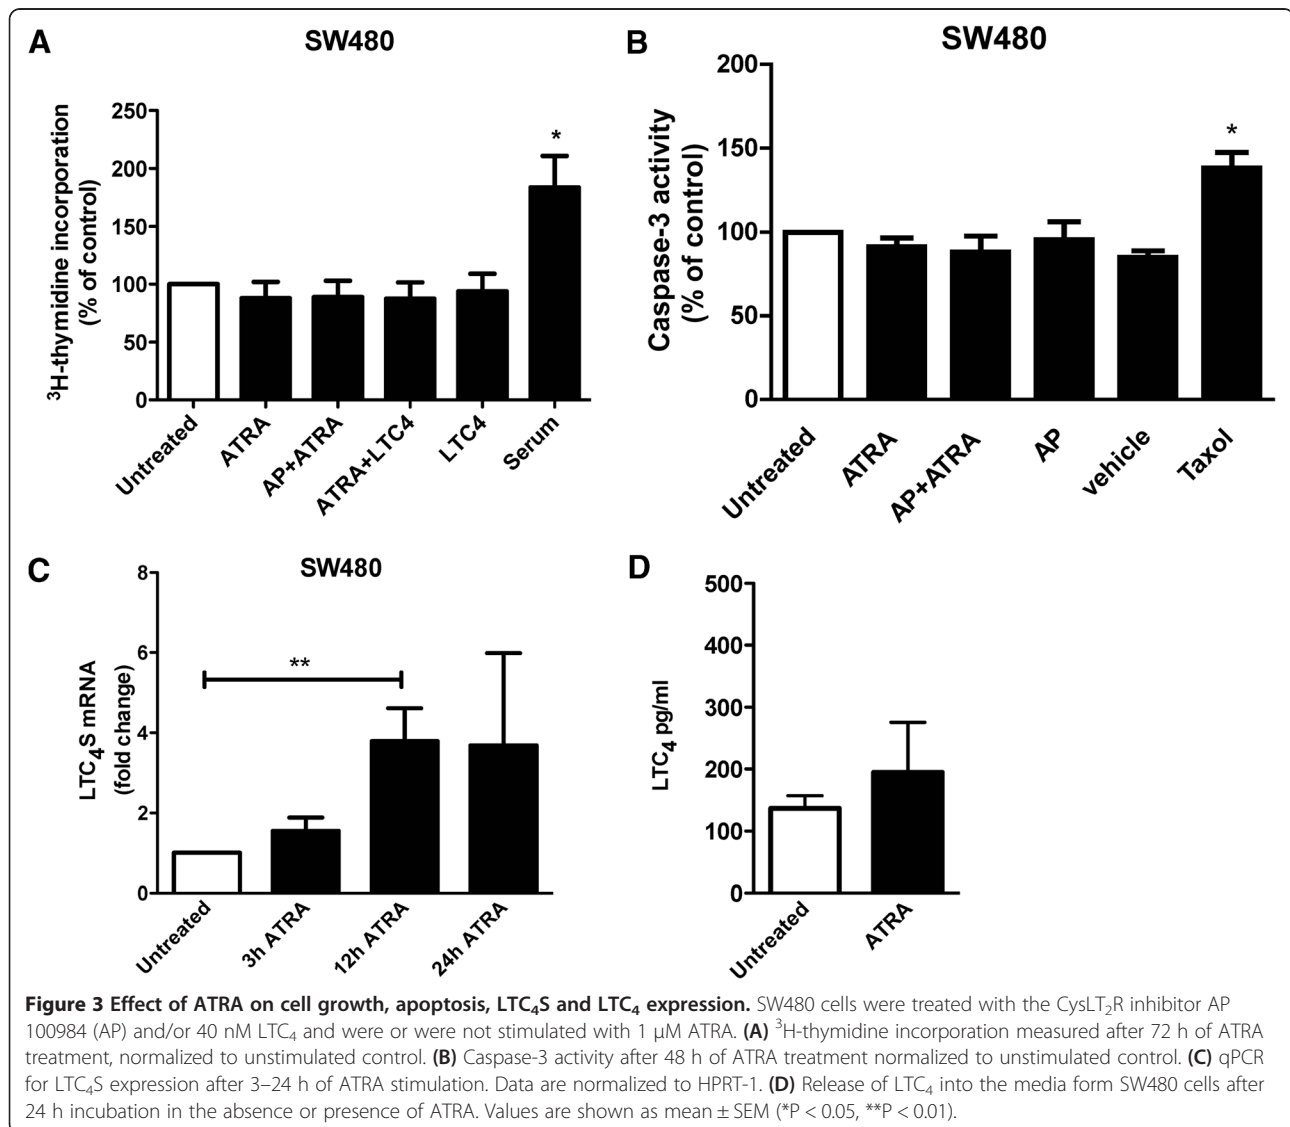 A
SW480
³H-thymidine incorporation
(% of control)
250
200
150
100
50
0
*
Untreated
ATRA
AP+ATRA
ATRA+LTC4
LTC4
Serum
B
SW480
Caspase-3 activity
(% of control)
200
150
100
50
0
*
Untreated
ATRA
AP+ATRA
AP
vehicle
Taxol
C
SW480
LTC₄S mRNA
(fold change)
8
6
4
2
0
**
Untreated
3h ATRA
12h ATRA
24h ATRA
D
LTC₄ pg/ml
500
400
300
200
100
0
Untreated
ATRA
Figure 3 Effect of ATRA on cell growth, apoptosis, LTC₄S and LTC₄ expression. SW480 cells were treated with the CysLT₂R inhibitor AP
100984 (AP) and/or 40 nM LTC₄ and were or were not stimulated with 1 μM ATRA. (A) ³H-thymidine incorporation measured after 72 h of ATRA
treatment, normalized to unstimulated control. (B) Caspase-3 activity after 48 h of ATRA treatment normalized to unstimulated control. (C) qPCR
for LTC₄S expression after 3–24 h of ATRA stimulation. Data are normalized to HPRT-1. (D) Release of LTC₄ into the media form SW480 cells after
24 h incubation in the absence or presence of ATRA. Values are shown as mean ± SEM (*P < 0.05, **P < 0.01).